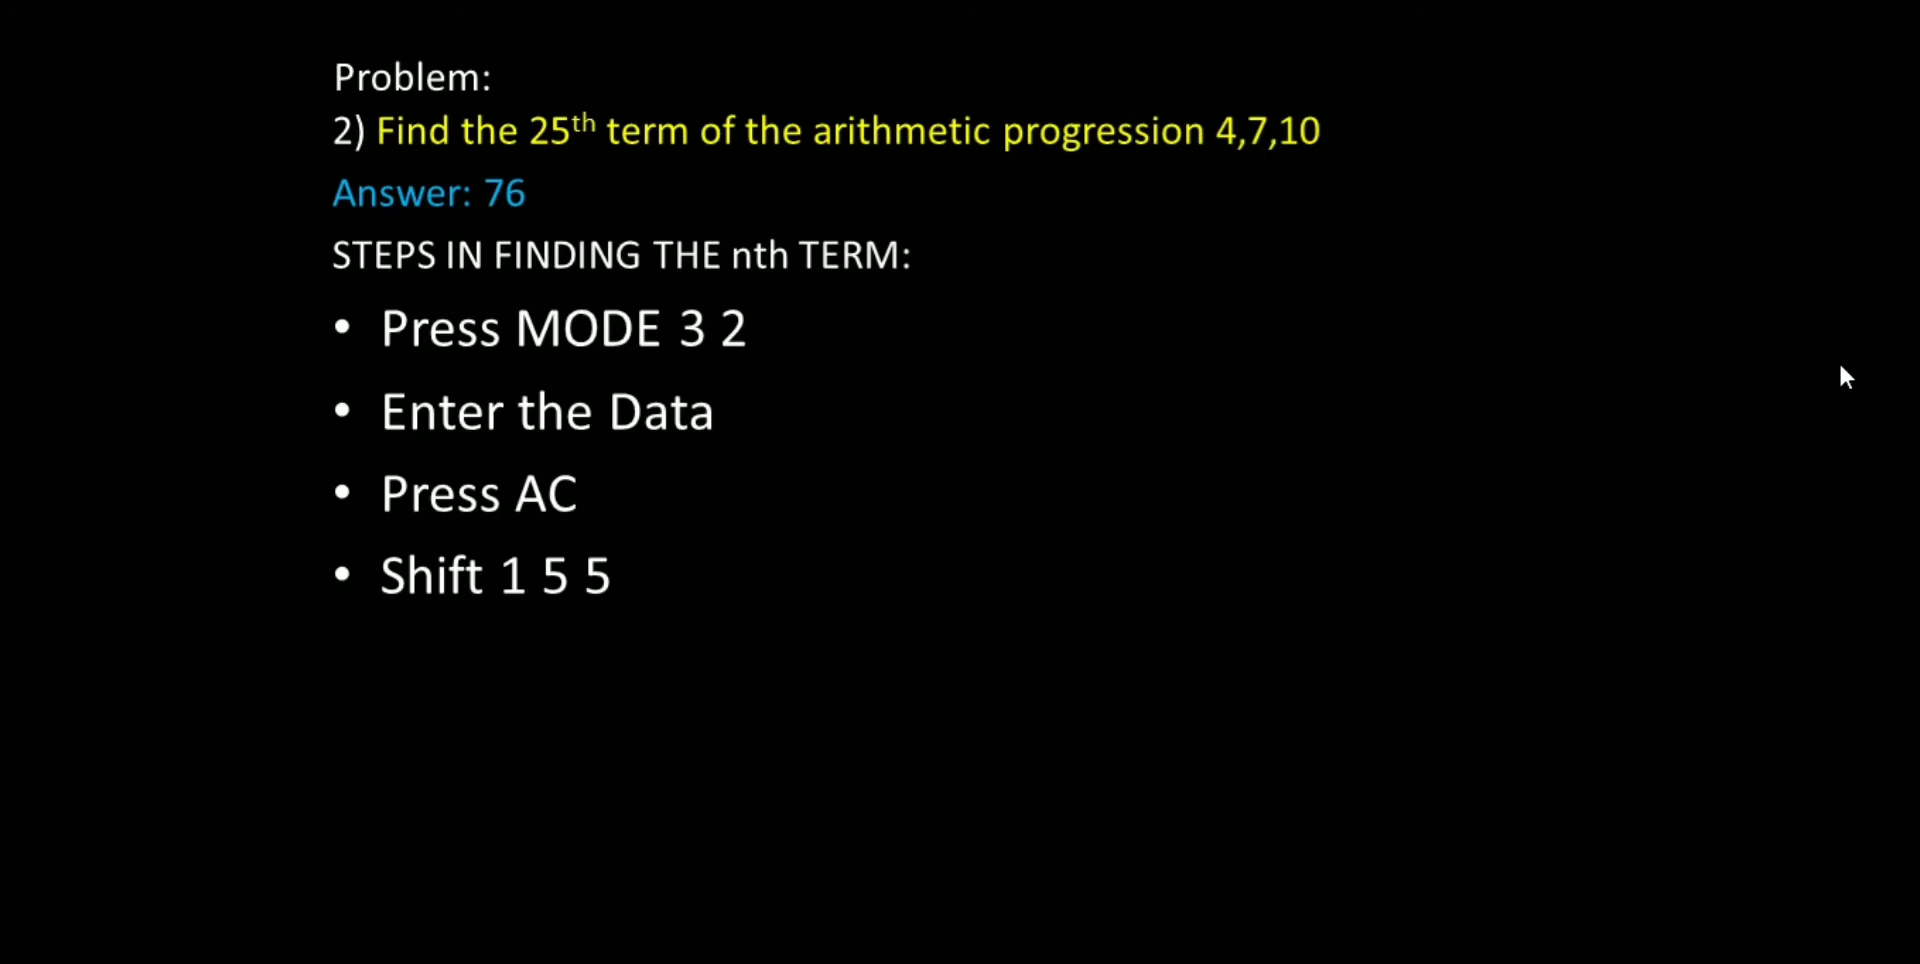 Problem:
2) Find the 25th term of the arithmetic progression 4,7,10
Answer: 76
STEPS IN FINDING THE nth TERM:
• Press MODE 3 2
• Enter the Data
• Press AC
• Shift 1 5 5